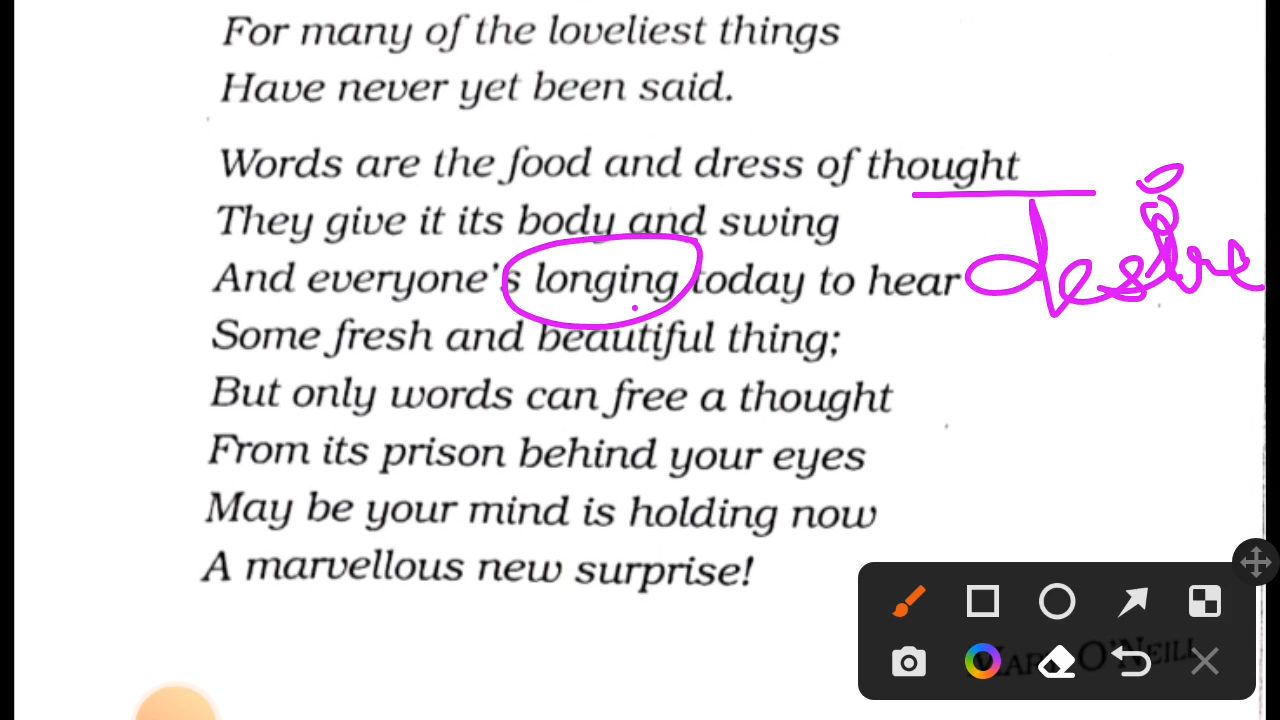 For many of the loveliest things
Have never yet been said.
Words are the food and dress of thought
They give it its body and swing
And everyone's longing today to hear
Desire
Some fresh and beautiful thing;
But only words can free a thought
From its prison behind your eyes
May be your mind is holding now
A marvellous new surprise!
MARY O'NEILL